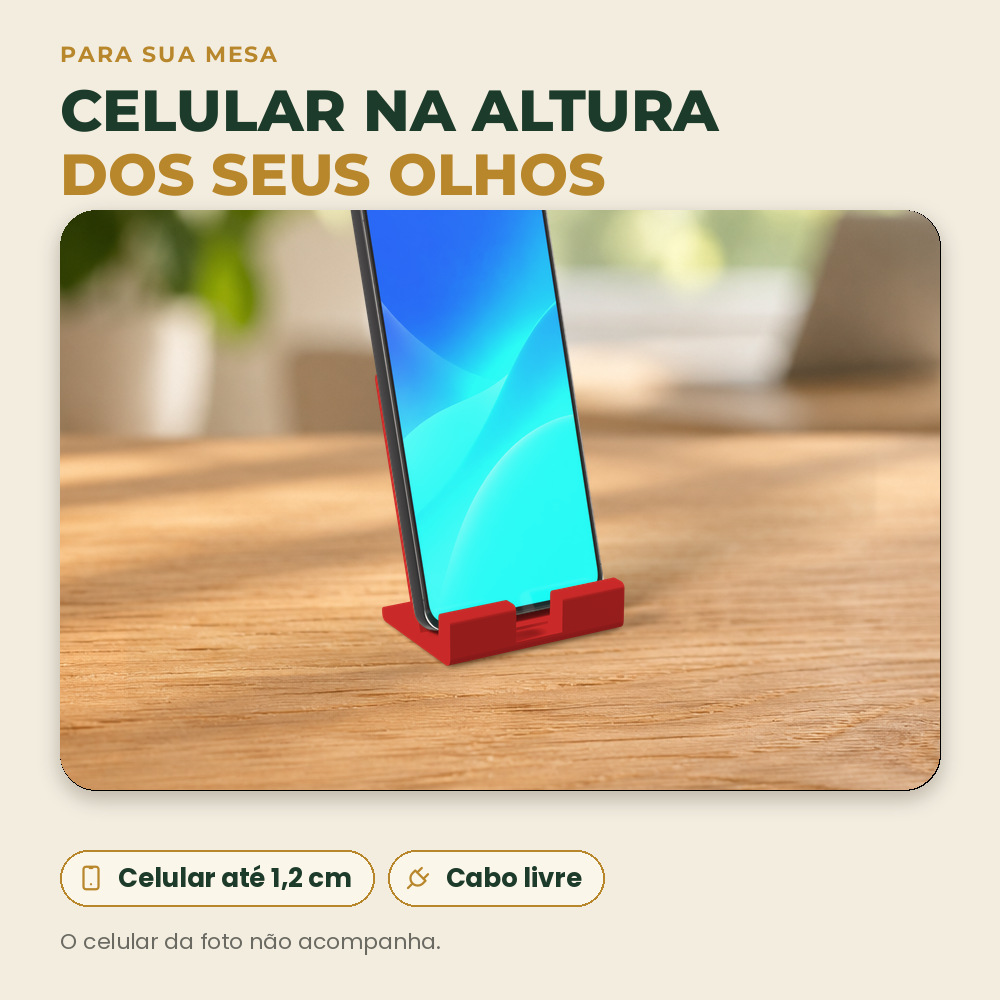 PARA SUA MESA
CELULAR NA ALTURA
DOS SEUS OLHOS
Celular até 1,2 cm
Cabo livre
O celular da foto não acompanha.